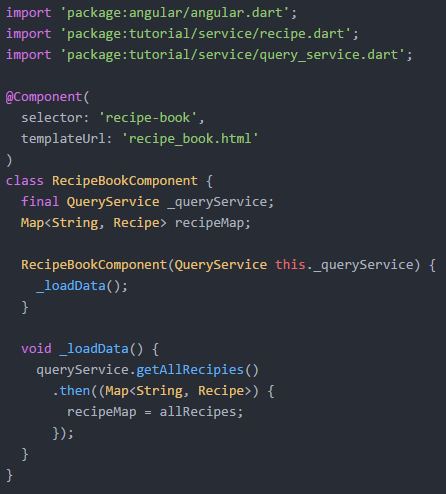 import 'package:angular/angular.dart';
import 'package:tutorial/service/recipe.dart';
import 'package:tutorial/service/query_service.dart';

@Component(
  selector: 'recipe-book',
  templateUrl: 'recipe_book.html'
)
class RecipeBookComponent {
  final QueryService _queryService;
  Map<String, Recipe> recipeMap;

  RecipeBookComponent(QueryService this._queryService) {
    _loadData();
  }

  void _loadData() {
    queryService.getAllRecipies()
      .then((Map<String, Recipe>) {
        recipeMap = allRecipes;
      });
  }
}